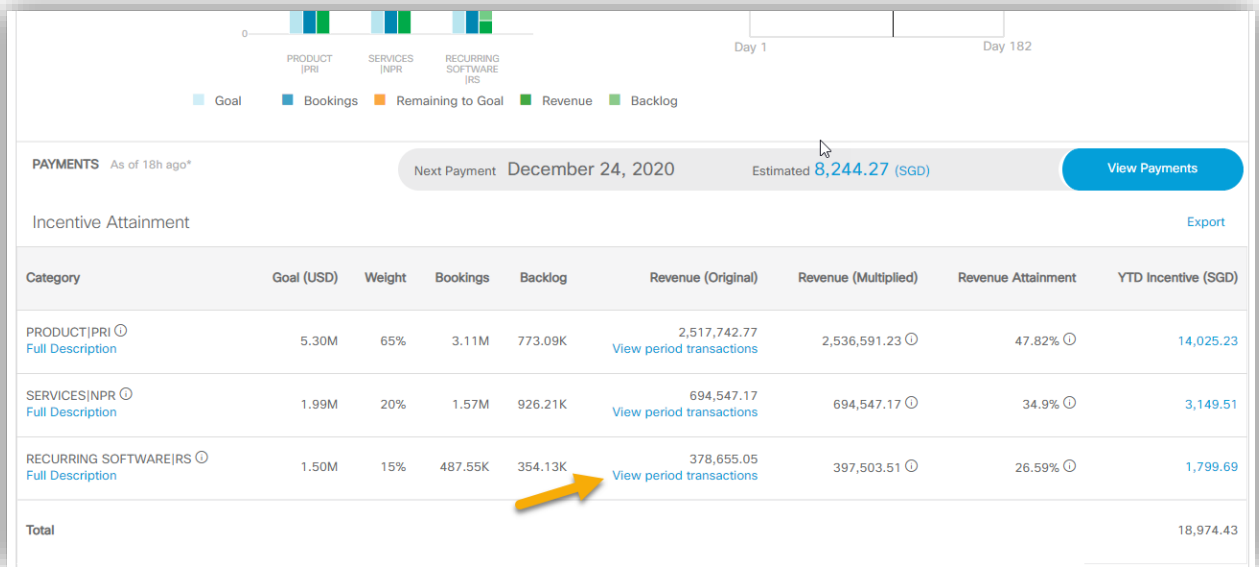 0
Day 1
Day 182
PRODUCT
|PRI
SERVICES
|NPR
RECURRING
SOFTWARE
|RS
Goal
Bookings
Remaining to Goal
Revenue
Backlog
PAYMENTS As of 18h ago*
Next Payment December 24, 2020
Estimated 8,244.27 (SGD)
View Payments
Incentive Attainment
Export
Category Goal (USD) Weight Bookings Backlog Revenue (Original) Revenue (Multiplied) Revenue Attainment YTD Incentive (SGD)
PRODUCT|PRI
Full Description
5.30M 65% 3.11M 773.09K
2,517,742.77
View period transactions
2,536,591.23 47.82% 14,025.23
SERVICES|NPR
Full Description
1.99M 20% 1.57M 926.21K
694,547.17
View period transactions
694,547.17 34.9% 3,149.51
RECURRING SOFTWARE|RS
Full Description
1.50M 15% 487.55K 354.13K
378,655.05
View period transactions
397,503.51 26.59% 1,799.69
Total 18,974.43